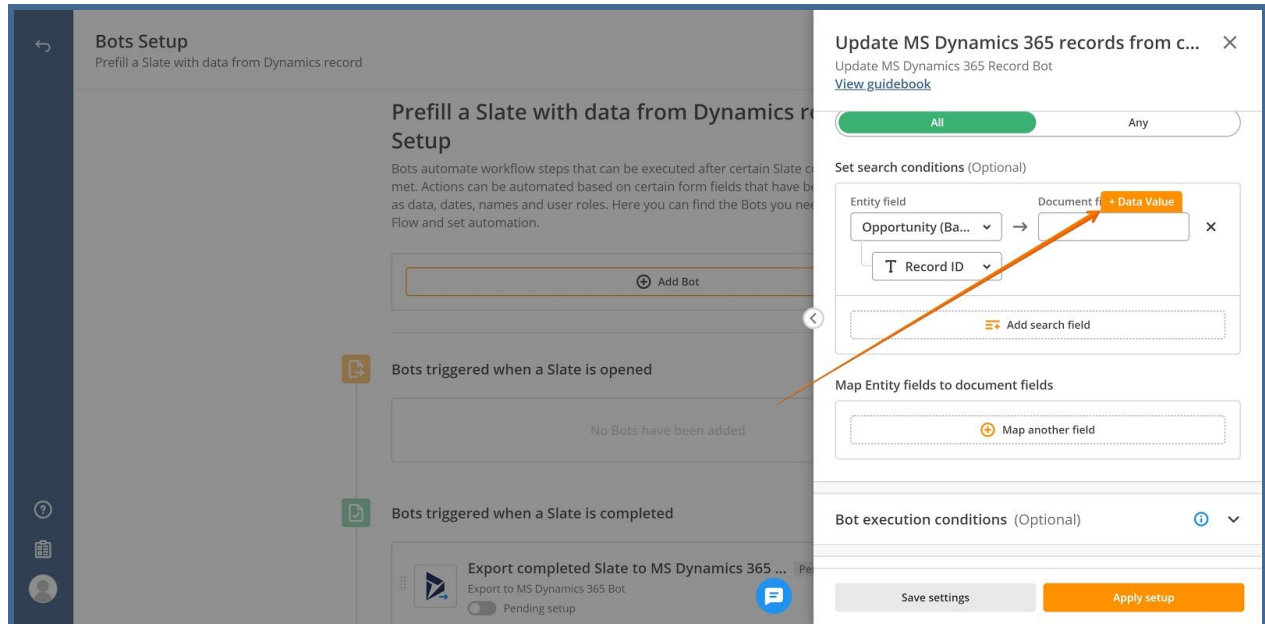 Bots Setup
Prefill a Slate with data from Dynamics record
Prefill a Slate with data from Dynamics re
Setup
Bots automate workflow steps that can be executed after certain Slate c
met. Actions can be automated based on certain form fields that have be
as data, dates, names and user roles. Here you can find the Bots you nee
Flow and set automation.
Add Bot
Bots triggered when a Slate is opened
No Bots have been added
Bots triggered when a Slate is completed
Export completed Slate to MS Dynamics 365 ... Pe
Export to MS Dynamics 365 Bot
Pending setup
Update MS Dynamics 365 records from c...
Update MS Dynamics 365 Record Bot
View guidebook
All Any
Set search conditions (Optional)
Entity field Document fi + Data Value
Opportunity (Ba...
T Record ID
Add search field
Map Entity fields to document fields
Map another field
Bot execution conditions (Optional)
Save settings Apply setup